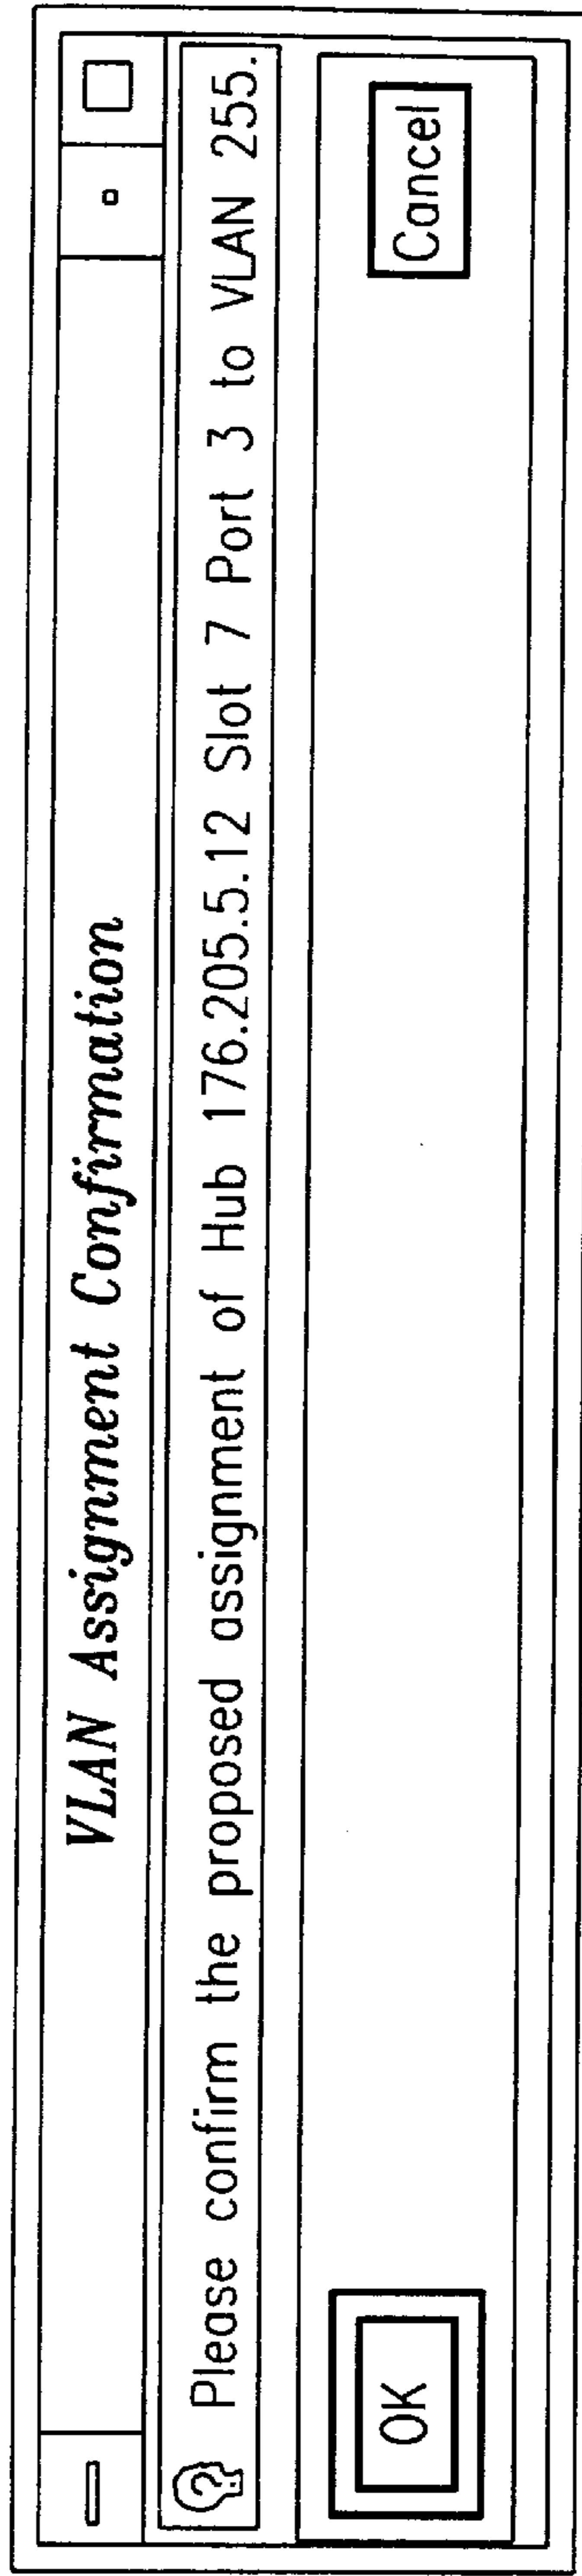 VLAN Assignment Confirmation
Please confirm the proposed assignment of Hub 176.205.5.12 Slot 7 Port 3 to VLAN 255.
OK
Cancel